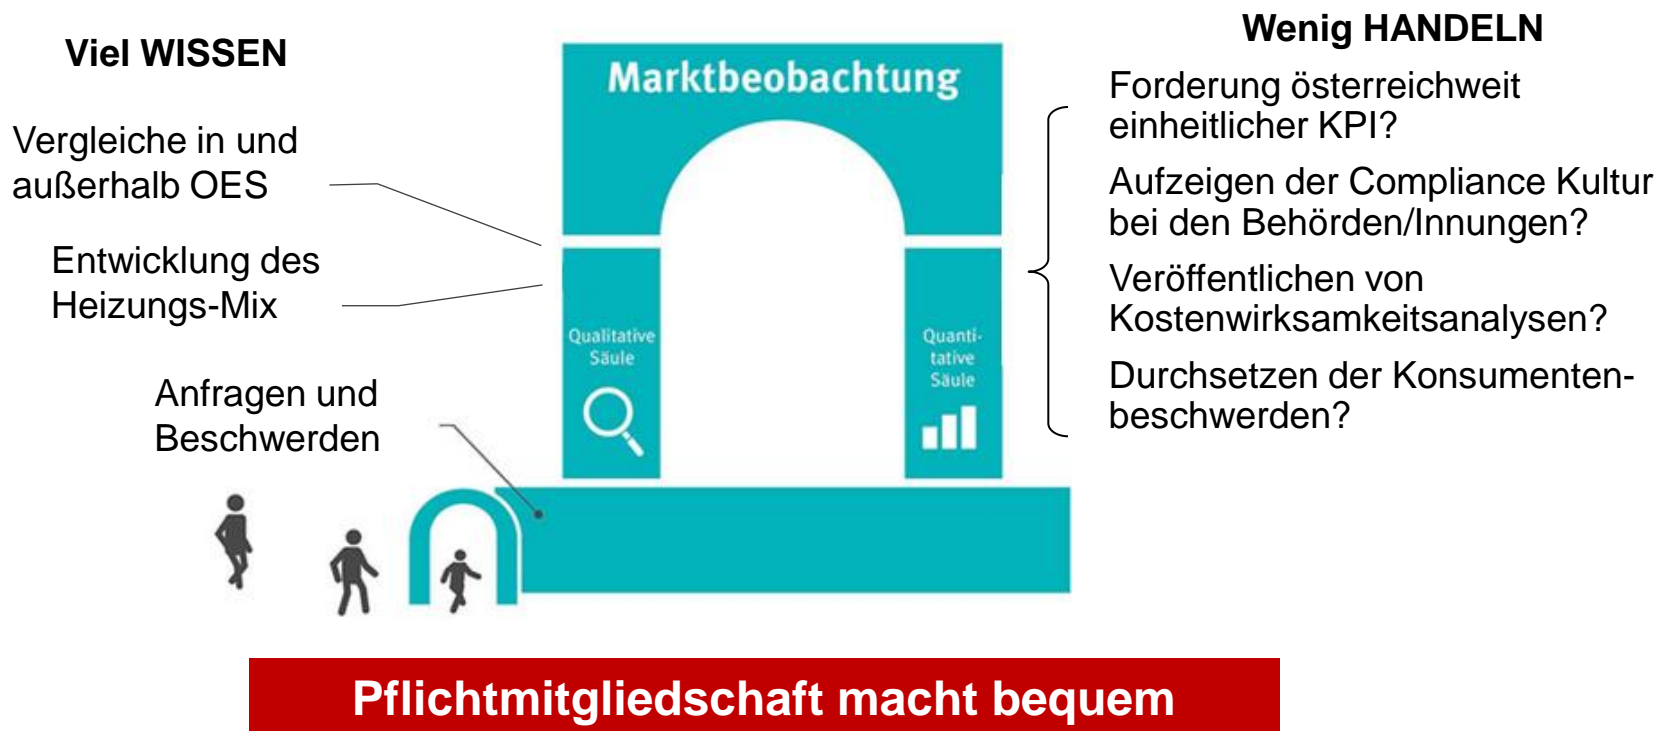 Viel WISSEN
Vergleiche in und
außerhalb OES
Entwicklung des
Heizungs-Mix
Anfragen und
Beschwerden
Marktbeobachtung
Qualitative
Säule
Quanti-
tative
Säule
Wenig HANDELN
Forderung österreichweit
einheitlicher KPI?
Aufzeigen der Compliance Kultur
bei den Behörden/Innungen?
Veröffentlichen von
Kostenwirksamkeitsanalysen?
Durchsetzen der Konsumenten-
beschwerden?
Pflichtmitgliedschaft macht bequem